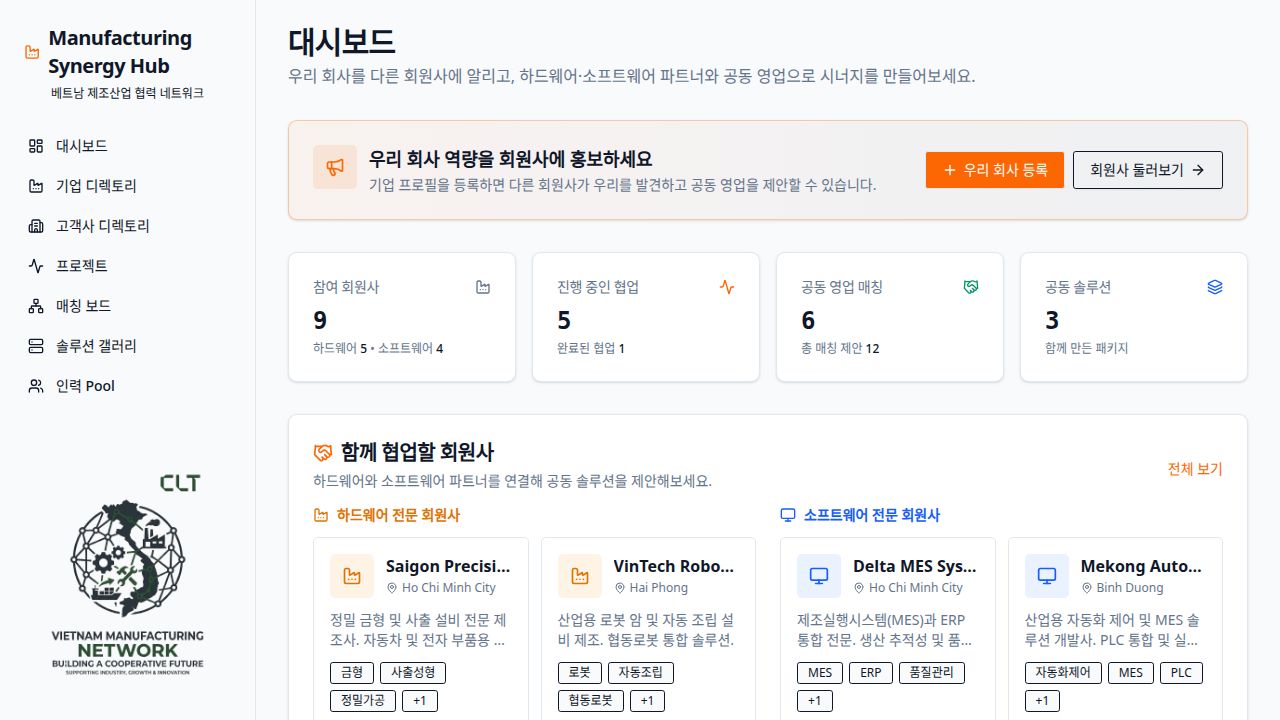 Manufacturing
Synergy Hub
베트남 제조산업 협력 네트워크
대시보드
기업 디렉토리
고객사 디렉토리
프로젝트
매칭 보드
솔루션 갤러리
인력 Pool
CLT
VIETNAM MANUFACTURING
NETWORK
BUILDING A COOPERATIVE FUTURE
SUPPORTING INDUSTRY, GROWTH & INNOVATION
대시보드
우리 회사를 다른 회원사에 알리고, 하드웨어·소프트웨어 파트너와 공동 영업으로 시너지를 만들어보세요.
우리 회사 역량을 회원사에 홍보하세요
기업 프로필을 등록하면 다른 회원사가 우리를 발견하고 공동 영업을 제안할 수 있습니다.
우리 회사 등록
회원사 둘러보기
참여 회원사
9
하드웨어 5 • 소프트웨어 4
진행 중인 협업
5
완료된 협업 1
공동 영업 매칭
6
총 매칭 제안 12
공동 솔루션
3
함께 만든 패키지
함께 협업할 회원사
하드웨어와 소프트웨어 파트너를 연결해 공동 솔루션을 제안해보세요.
전체 보기
하드웨어 전문 회원사
Saigon Precisi...
Ho Chi Minh City
정밀 금형 및 사출 설비 전문 제
조사. 자동차 및 전자 부품용 ...
금형
사출성형
정밀가공
+1
VinTech Robo...
Hai Phong
산업용 로봇 암 및 자동 조립 설
비 제조. 협동로봇 통합 솔루션.
로봇
자동조립
협동로봇
+1
소프트웨어 전문 회원사
Delta MES Sys...
Ho Chi Minh City
제조실행시스템(MES)과 ERP
통합 전문. 생산 추적성 및 품...
MES
ERP
품질관리
+1
Mekong Auto...
Binh Duong
산업용 자동화 제어 및 MES 솔
루션 개발사. PLC 통합 및 실...
자동화제어
MES
PLC
+1